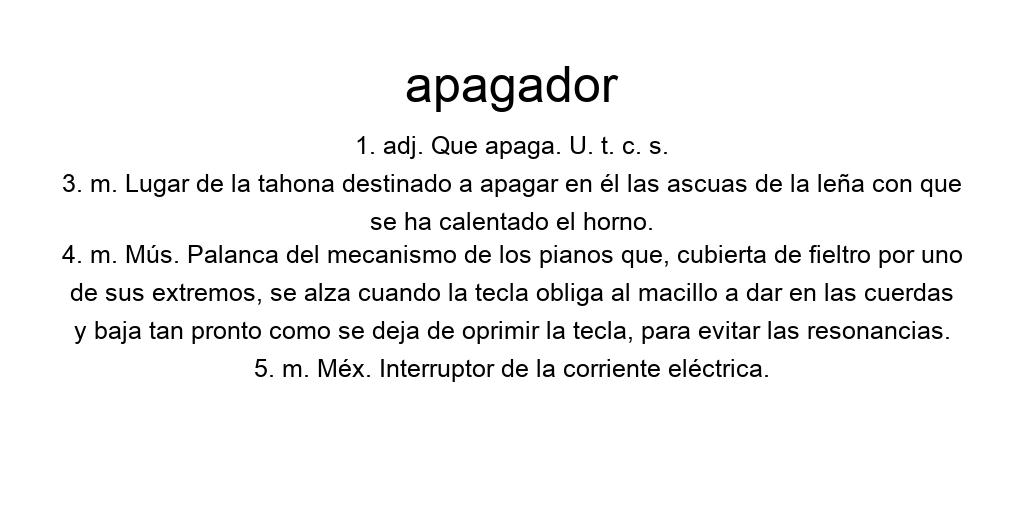 apagador
1. adj. Que apaga. U. t. c. s.
3. m. Lugar de la tahona destinado a apagar en él las ascuas de la leña con que
se ha calentado el horno.
4. m. Mús. Palanca del mecanismo de los pianos que, cubierta de fieltro por uno
de sus extremos, se alza cuando la tecla obliga al macillo a dar en las cuerdas
y baja tan pronto como se deja de oprimir la tecla, para evitar las resonancias.
5. m. Méx. Interruptor de la corriente eléctrica.